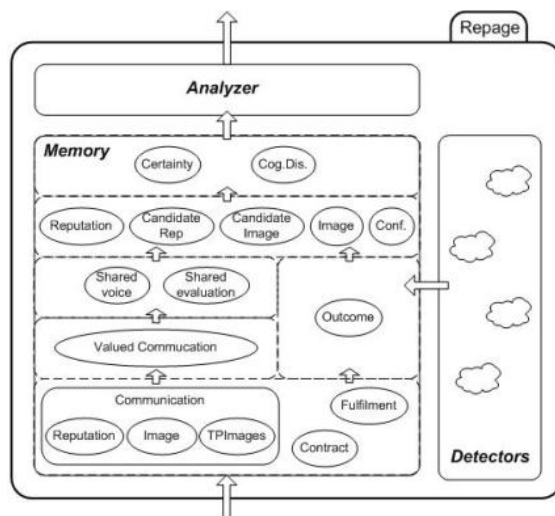 Repage
Analyzer
Memory
Certainty
Cog.Dis.
Reputation
Candidate
Rep
Candidate
Image
Image
Conf.
Shared
voice
Shared
evaluation
Outcome
Valued Commucation
Communication
Reputation
Image
TPImages
Fulfilment
Contract
Detectors